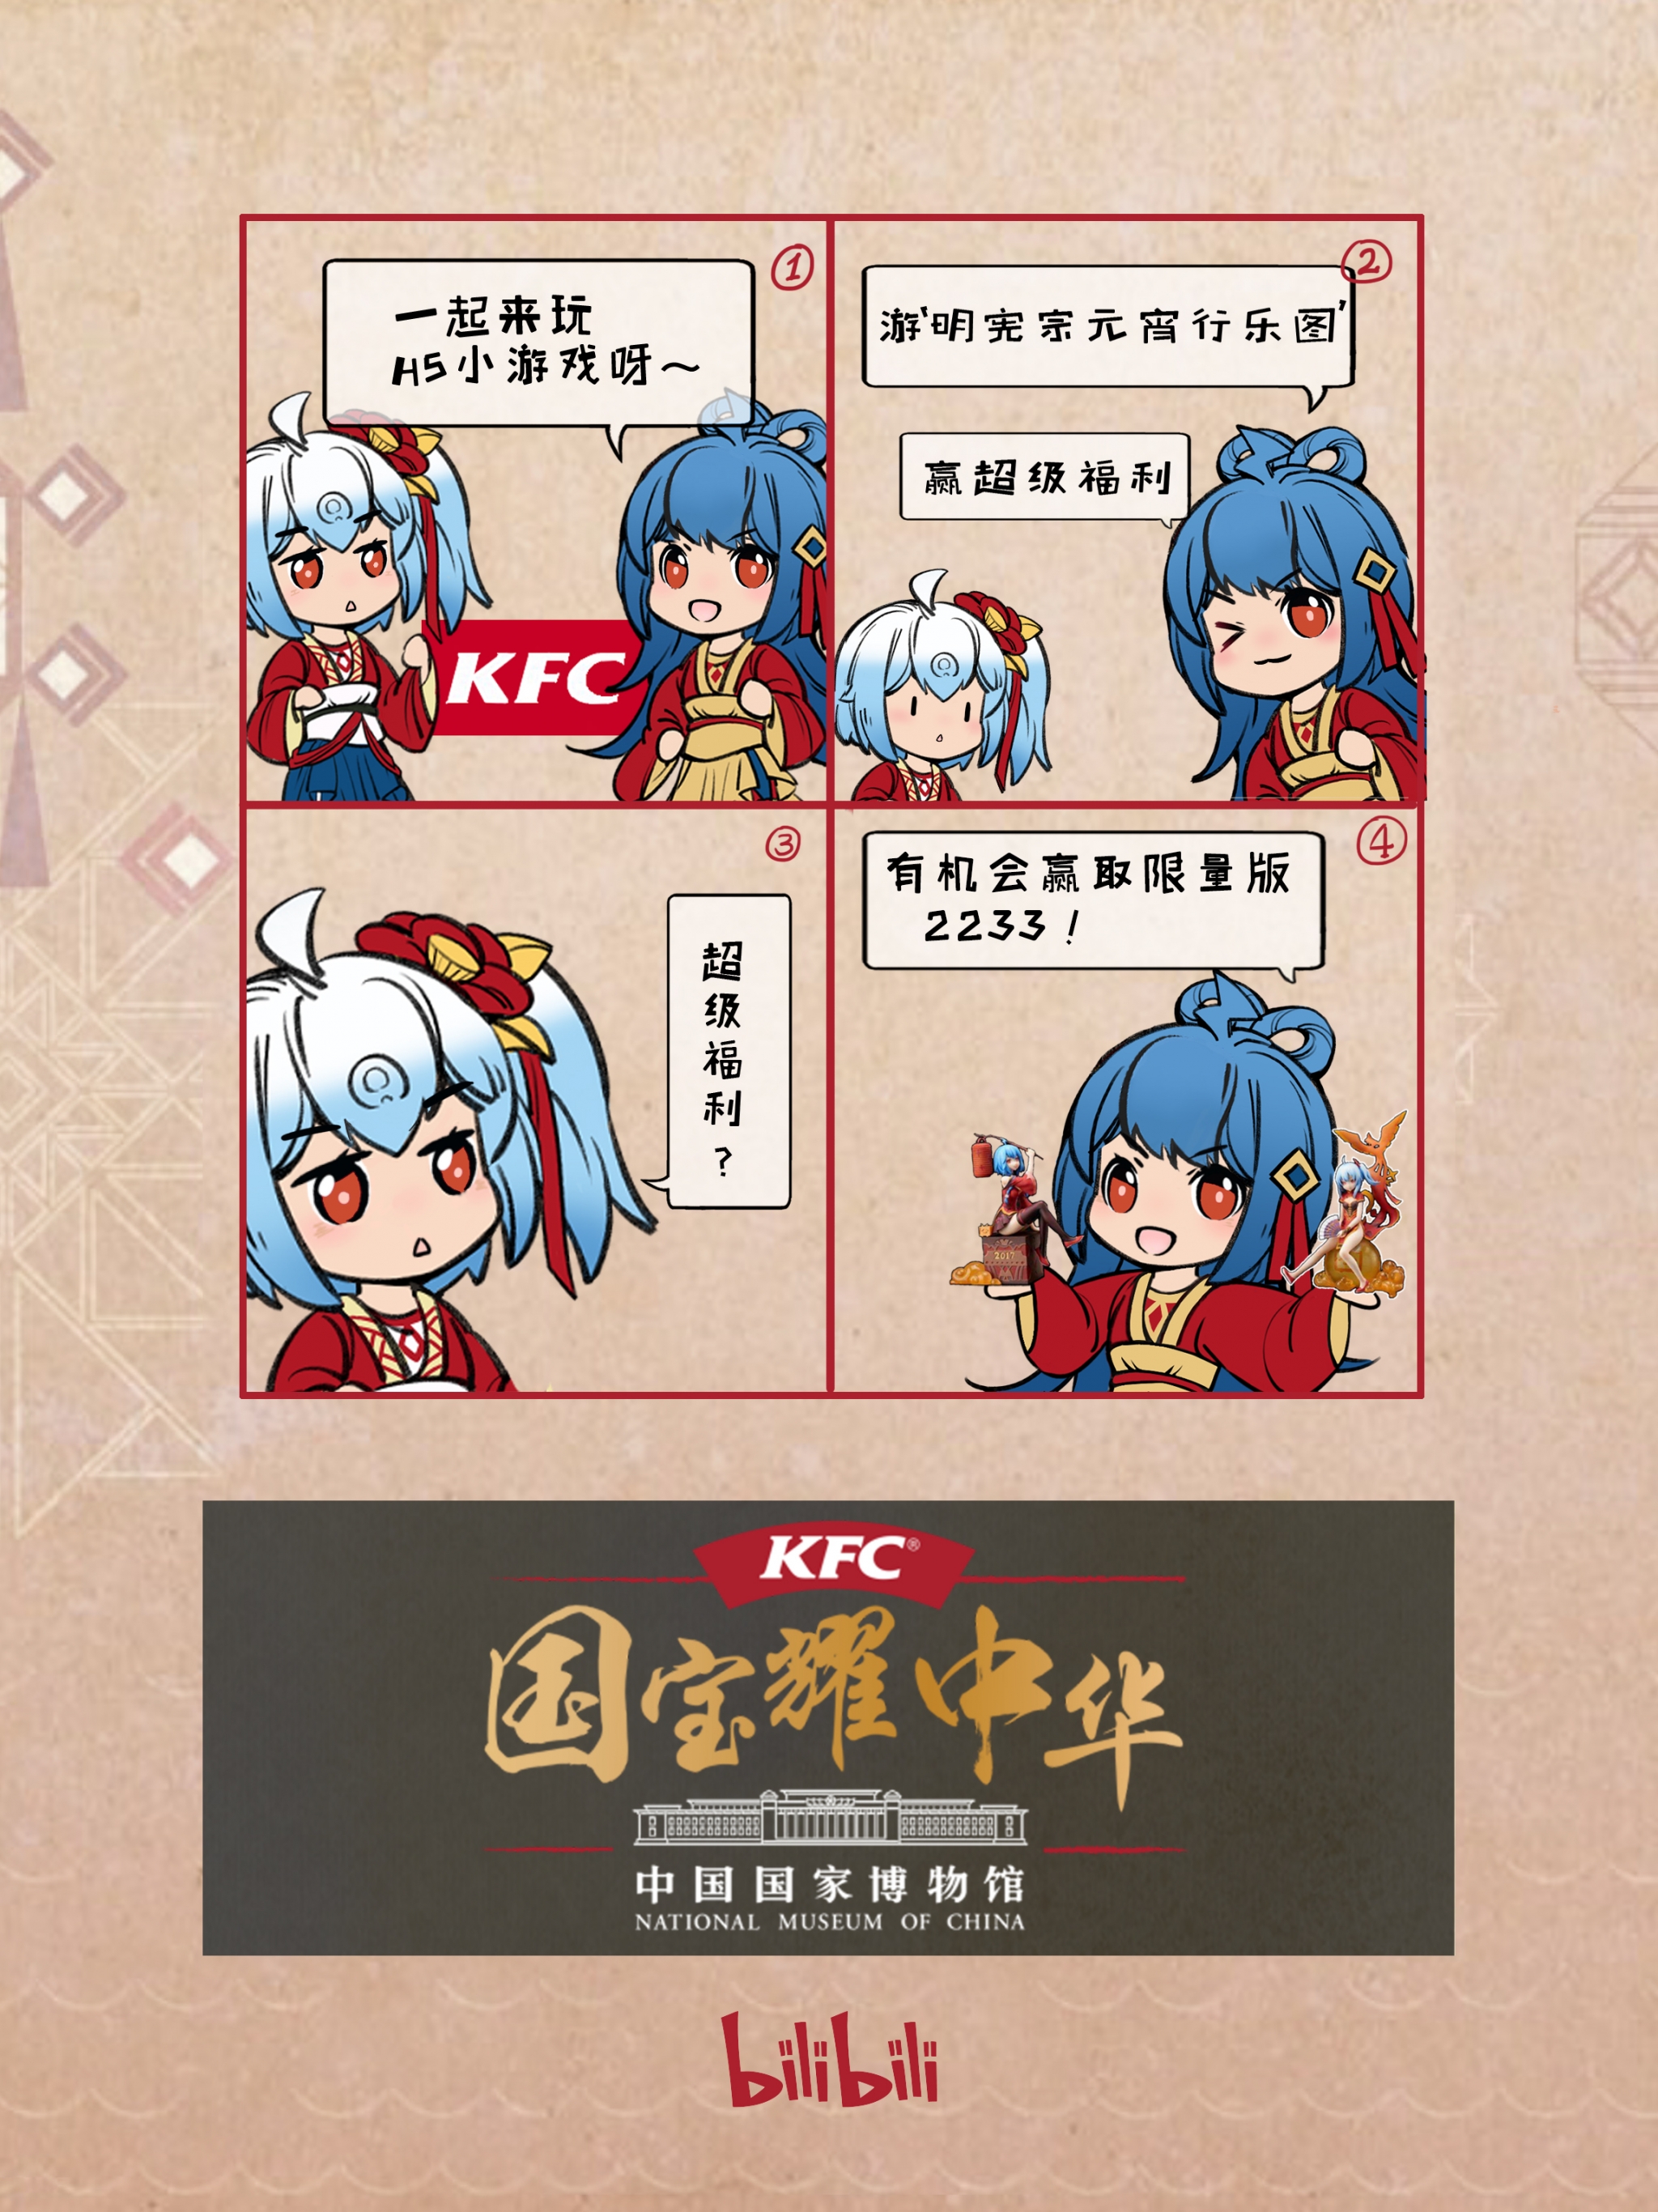 ①
一起来玩
H5小游戏呀～
KFC
②
游‘明宪宗元宵行乐图’
赢超级福利
③
超级福利？
④
有机会赢取限量版
2233！
2017
KFC®
国宝耀中华
中国国家博物馆
NATIONAL MUSEUM OF CHINA
bilibili